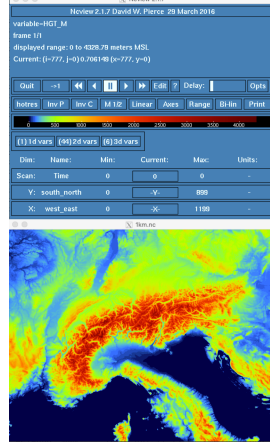 Ncview 2.1.7 David W. Pierce 29 March 2016
variable=HGT_M
frame 1/1
displayed range: 0 to 4328.79 meters MSL
Current: (i=777, j=0) 0.706149 (x=777, y=0)
Quit ->1 Edit ? Delay: Opts
hotres Inv P Inv C M 1/2 Linear Axes Range Bi-lin Print
0 500 1000 1500 2000 2500 3000 3500 4000
(1) 1d vars (44) 2d vars (6) 3d vars
Dim: Name: Min: Current: Max: Units:
Scan: Time 0 0 0 -
Y: south_north 0 -Y- 899 -
X: west_east 0 -X- 1199 -
1km.nc